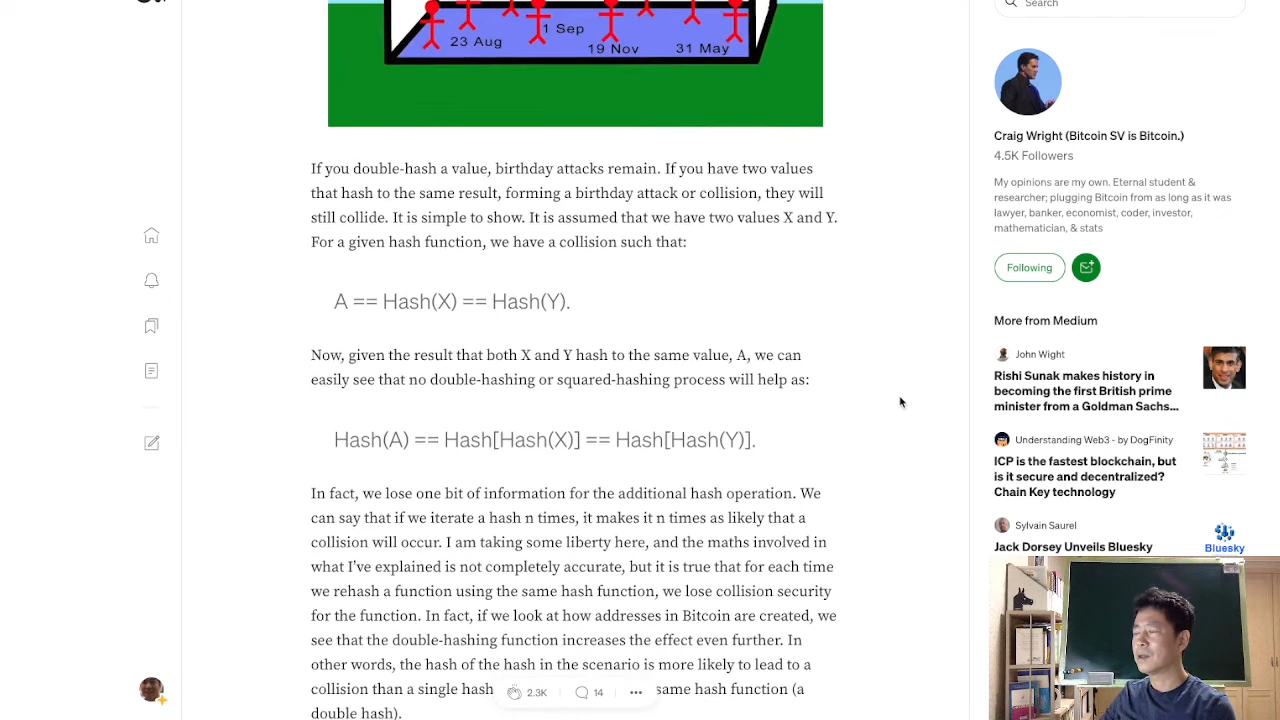 Search
23 Aug
1 Sep
19 Nov
31 May
If you double-hash a value, birthday attacks remain. If you have two values
that hash to the same result, forming a birthday attack or collision, they will
still collide. It is simple to show. It is assumed that we have two values X and Y.
For a given hash function, we have a collision such that:
A == Hash(X) == Hash(Y).
Now, given the result that both X and Y hash to the same value, A, we can
easily see that no double-hashing or squared-hashing process will help as:
Hash(A) == Hash[Hash(X)] == Hash[Hash(Y)].
In fact, we lose one bit of information for the additional hash operation. We
can say that if we iterate a hash n times, it makes it n times as likely that a
collision will occur. I am taking some liberty here, and the maths involved in
what I've explained is not completely accurate, but it is true that for each time
we rehash a function using the same hash function, we lose collision security
for the function. In fact, if we look at how addresses in Bitcoin are created, we
see that the double-hashing function increases the effect even further. In
other words, the hash of the hash in the scenario is more likely to lead to a
collision than a single hash same hash function (a
double hash).
2.3K
14
Craig Wright (Bitcoin SV is Bitcoin.)
4.5K Followers
My opinions are my own. Eternal student &
researcher; plugging Bitcoin from as long as it was
lawyer, banker, economist, coder, investor,
mathematician, & stats
Following
More from Medium
John Wight
Rishi Sunak makes history in
becoming the first British prime
minister from a Goldman Sachs...
Understanding Web3 - by DogFinity
ICP is the fastest blockchain, but
is it secure and decentralized?
Chain Key technology
Sylvain Saurel
Jack Dorsey Unveils Bluesky
Bluesky